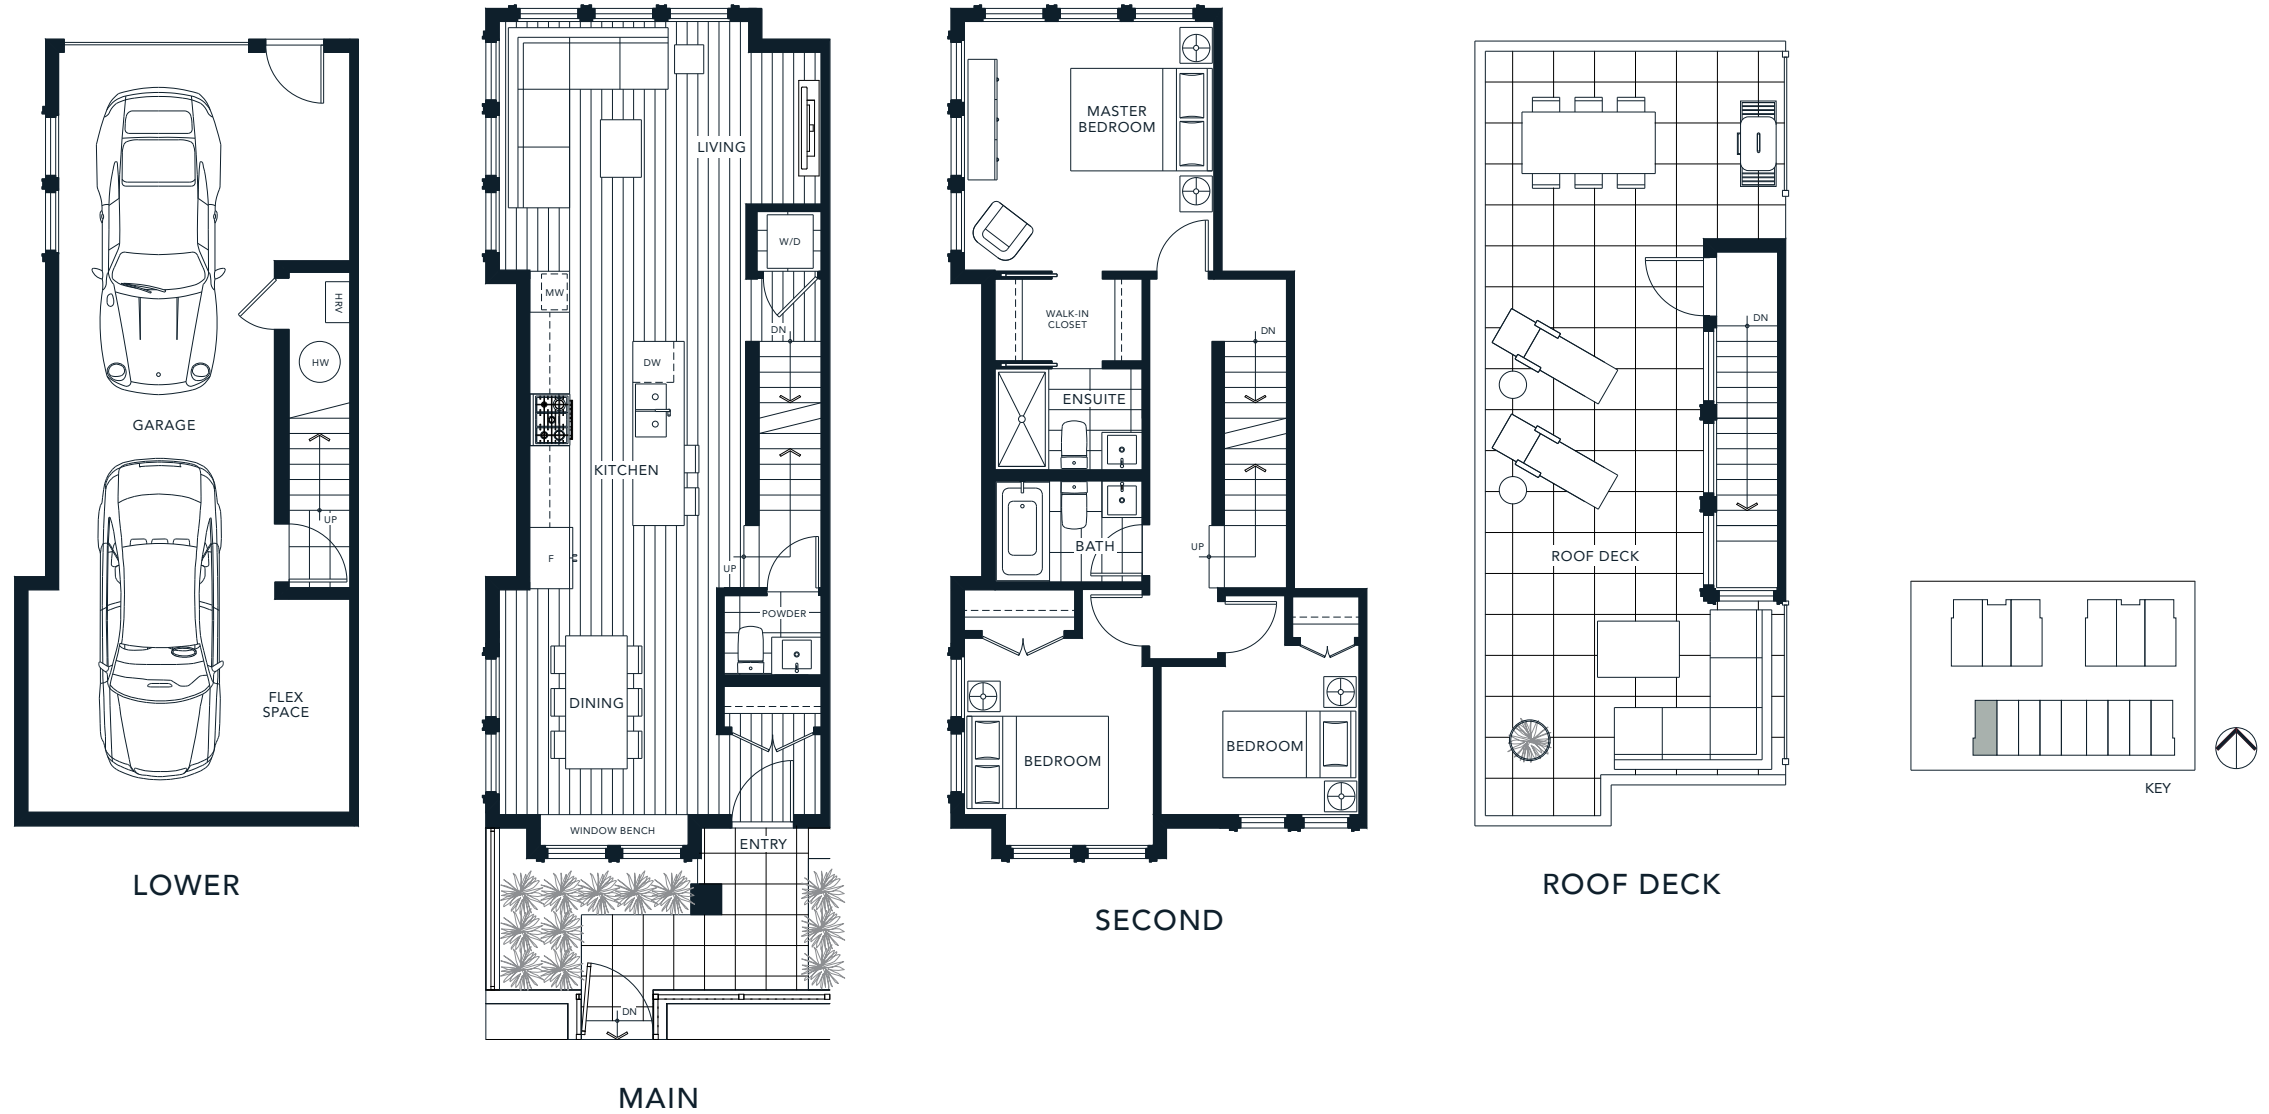 HRV
HW
GARAGE
UP
FLEX
SPACE
LOWER
LIVING
W/D
MW
DN
DW
KITCHEN
F
UP
POWDER
DINING
WINDOW BENCH
ENTRY
DN
MAIN
MASTER
BEDROOM
WALK-IN
CLOSET
DN
ENSUITE
BATH
UP
BEDROOM
BEDROOM
SECOND
DN
ROOF DECK
ROOF DECK
KEY